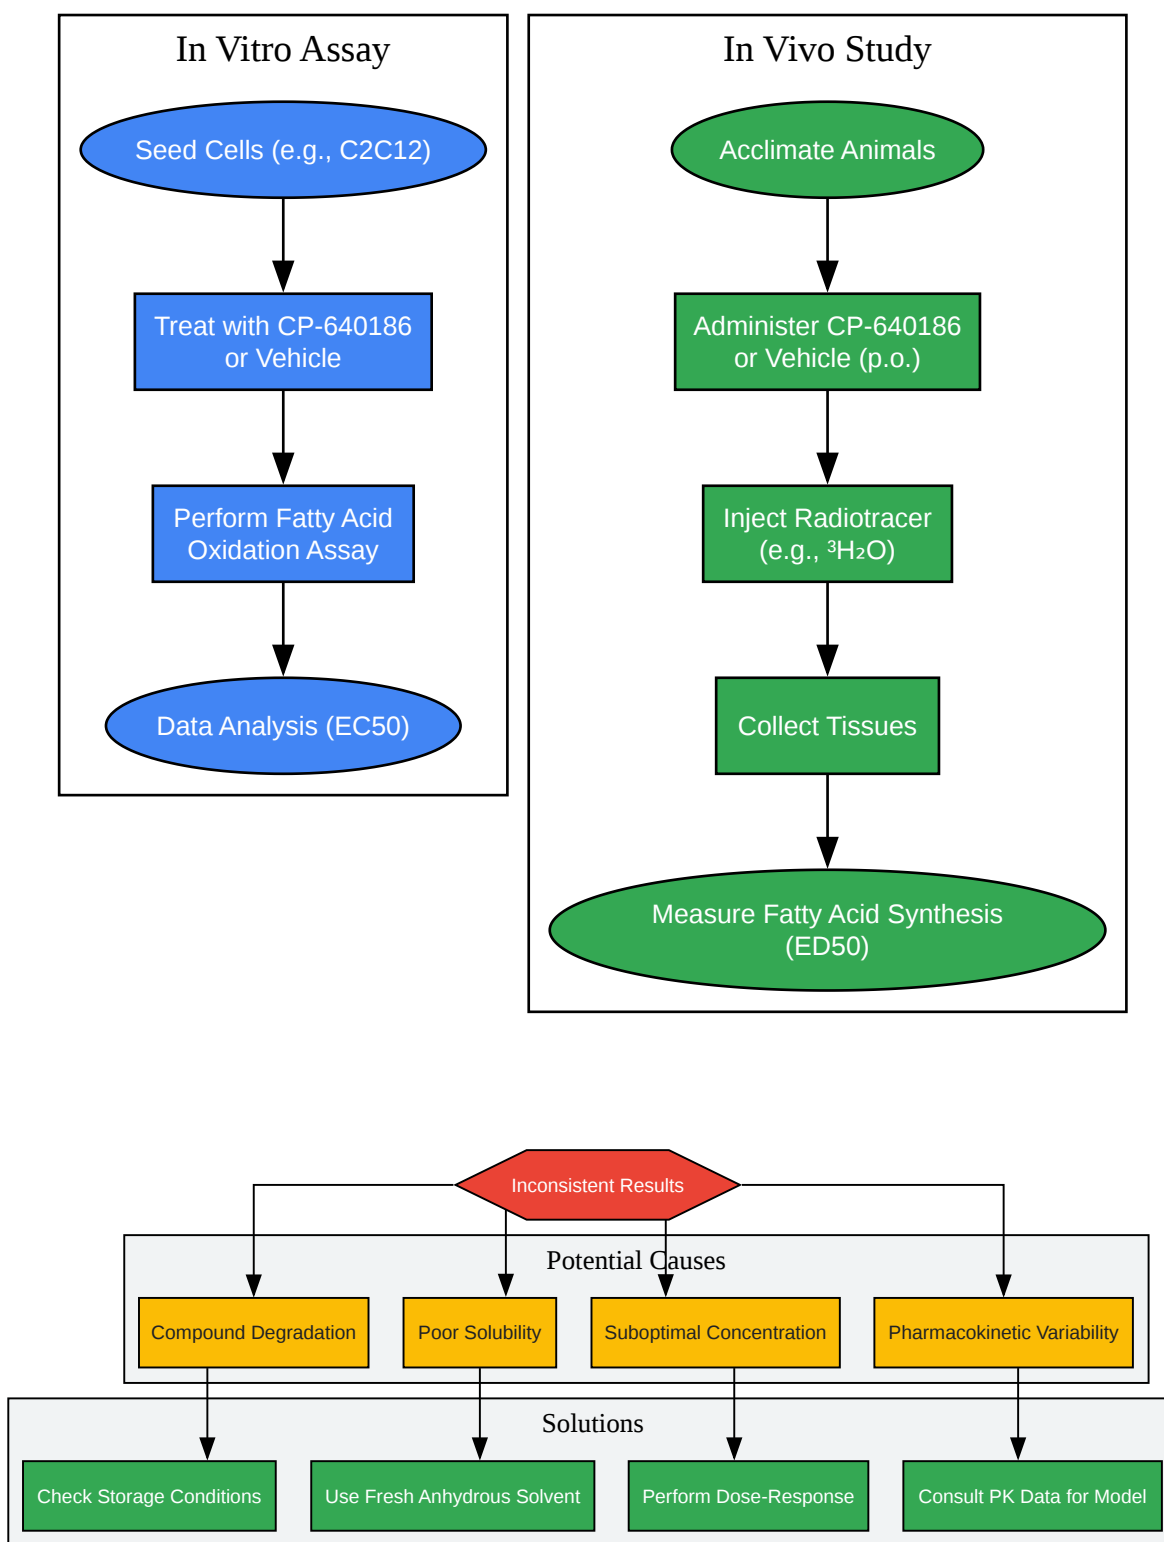 In Vitro Assay
Seed Cells (e.g., C2C12)
Treat with CP-640186
or Vehicle
Perform Fatty Acid
Oxidation Assay
Data Analysis (EC50)
In Vivo Study
Acclimate Animals
Administer CP-640186
or Vehicle (p.o.)
Inject Radiotracer
(e.g., ³H₂O)
Collect Tissues
Measure Fatty Acid Synthesis
(ED50)
Inconsistent Results
Potential Causes
Compound Degradation
Poor Solubility
Suboptimal Concentration
Pharmacokinetic Variability
Solutions
Check Storage Conditions
Use Fresh Anhydrous Solvent
Perform Dose-Response
Consult PK Data for Model